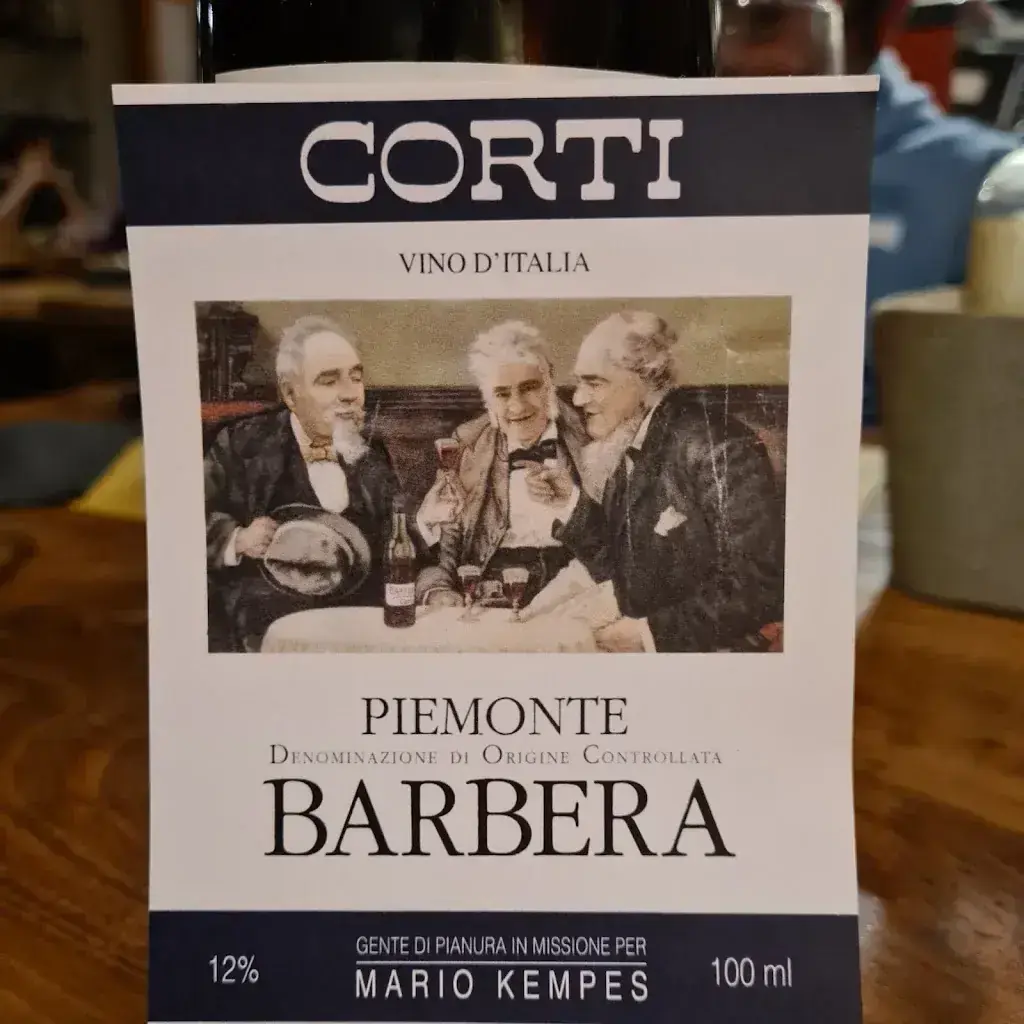 CORTI
VINO D'ITALIA
PIEMONTE
DENOMINAZIONE DI ORIGINE CONTROLLATA
BARBERA
12%
GENTE DI PIANURA IN MISSIONE PER
MARIO KEMPES
100 ml